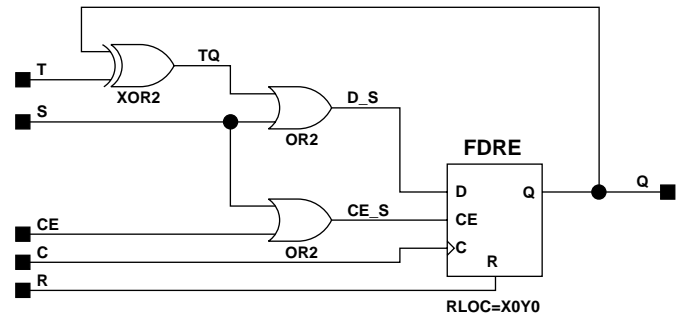 T
TQ
XOR2
S
D_S
OR2
FDRE
D
Q
Q
CE
CE_S
CE
OR2
C
C
R
R
RLOC=X0Y0